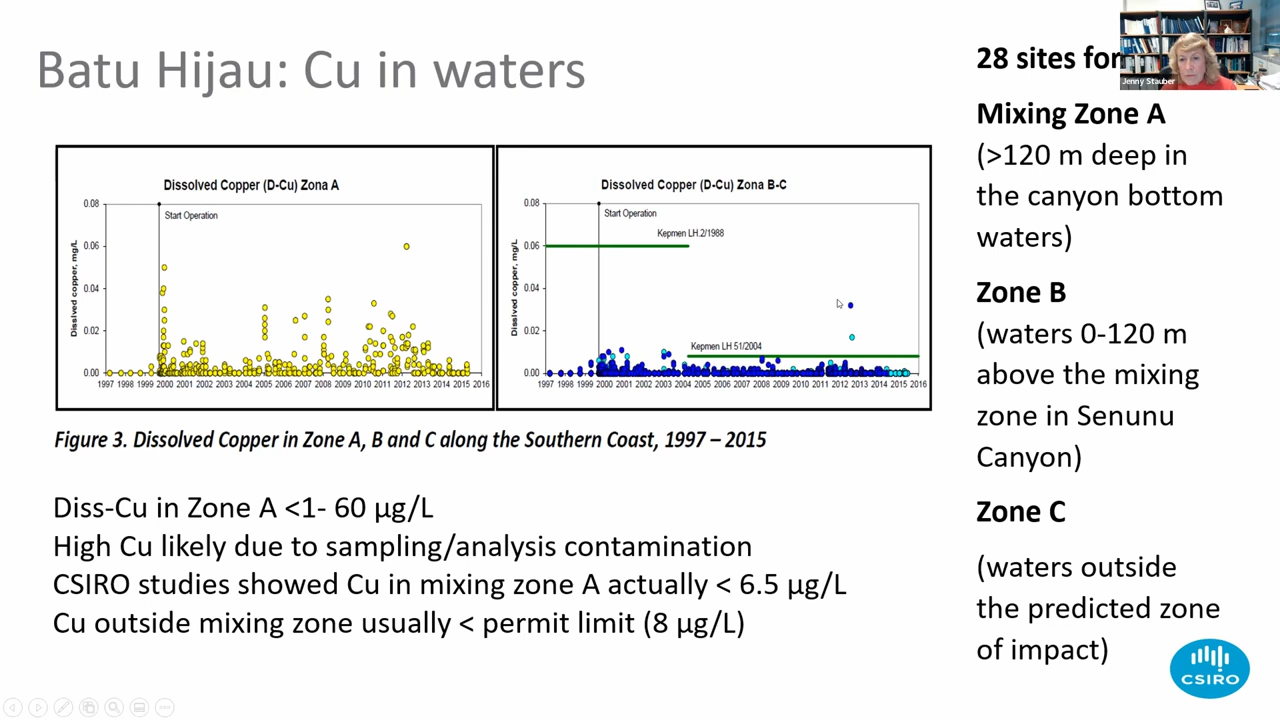 Batu Hijau: Cu in waters
28 sites for
Jenny Stauber
Mixing Zone A
(>120 m deep in
the canyon bottom
waters)
Zone B
(waters 0-120 m
above the mixing
zone in Senunu
Canyon)
Zone C
(waters outside
the predicted zone
of impact)
Dissolved Copper (D-Cu) Zona A
Start Operation
Dissolved copper, mg/L
0.08
0.06
0.04
0.02
0.00
1997 1998 1999 2000 2001 2002 2003 2004 2005 2006 2007 2008 2009 2010 2011 2012 2013 2014 2015 2016
Dissolved Copper (D-Cu) Zona B-C
Start Operation
Kepmen LH.2/1988
Kepmen LH 51/2004
Dissolved copper, mg/L
0.08
0.06
0.04
0.02
0.00
1997 1998 1999 2000 2001 2002 2003 2004 2005 2006 2007 2008 2009 2010 2011 2012 2013 2014 2015 2016
Figure 3. Dissolved Copper in Zone A, B and C along the Southern Coast, 1997 – 2015
Diss-Cu in Zone A <1- 60 µg/L
High Cu likely due to sampling/analysis contamination
CSIRO studies showed Cu in mixing zone A actually < 6.5 µg/L
Cu outside mixing zone usually < permit limit (8 µg/L)
CSIRO